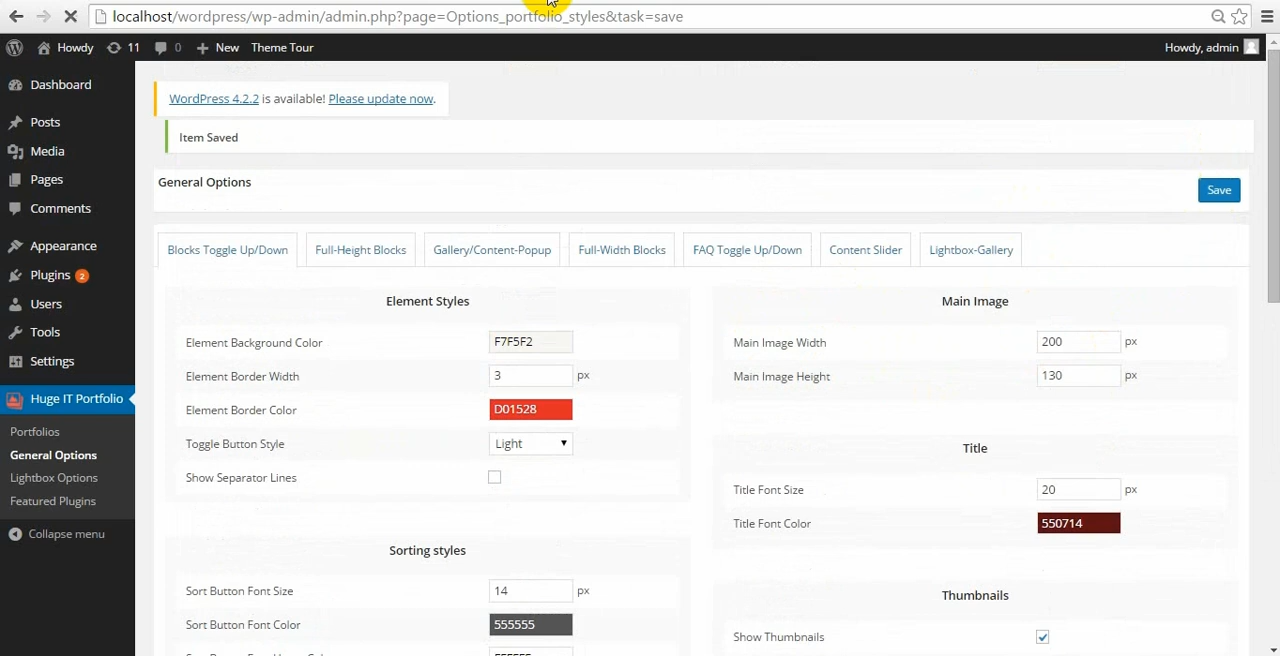 localhost/wordpress/wp-admin/admin.php?page=Options_portfolio_styles&task=save
Howdy 11 0 New Theme Tour Howdy, admin
Dashboard
Posts
Media
Pages
Comments
Appearance
Plugins 2
Users
Tools
Settings
Huge IT Portfolio
Portfolios
General Options
Lightbox Options
Featured Plugins
Collapse menu
WordPress 4.2.2 is available! Please update now.
Item Saved
General Options
Save
Blocks Toggle Up/Down Full-Height Blocks Gallery/Content-Popup Full-Width Blocks FAQ Toggle Up/Down Content Slider Lightbox-Gallery
Element Styles
Element Background Color F7F5F2
Element Border Width 3 px
Element Border Color D01528
Toggle Button Style Light
Show Separator Lines
Sorting styles
Sort Button Font Size 14 px
Sort Button Font Color 555555
Main Image
Main Image Width 200 px
Main Image Height 130 px
Title
Title Font Size 20 px
Title Font Color 550714
Thumbnails
Show Thumbnails